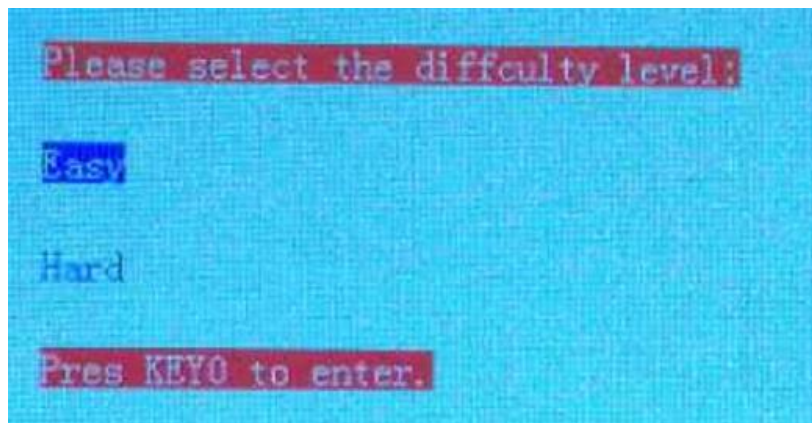 Please select the diffculty level:
Easy
Hard
Pres KEY0 to enter.